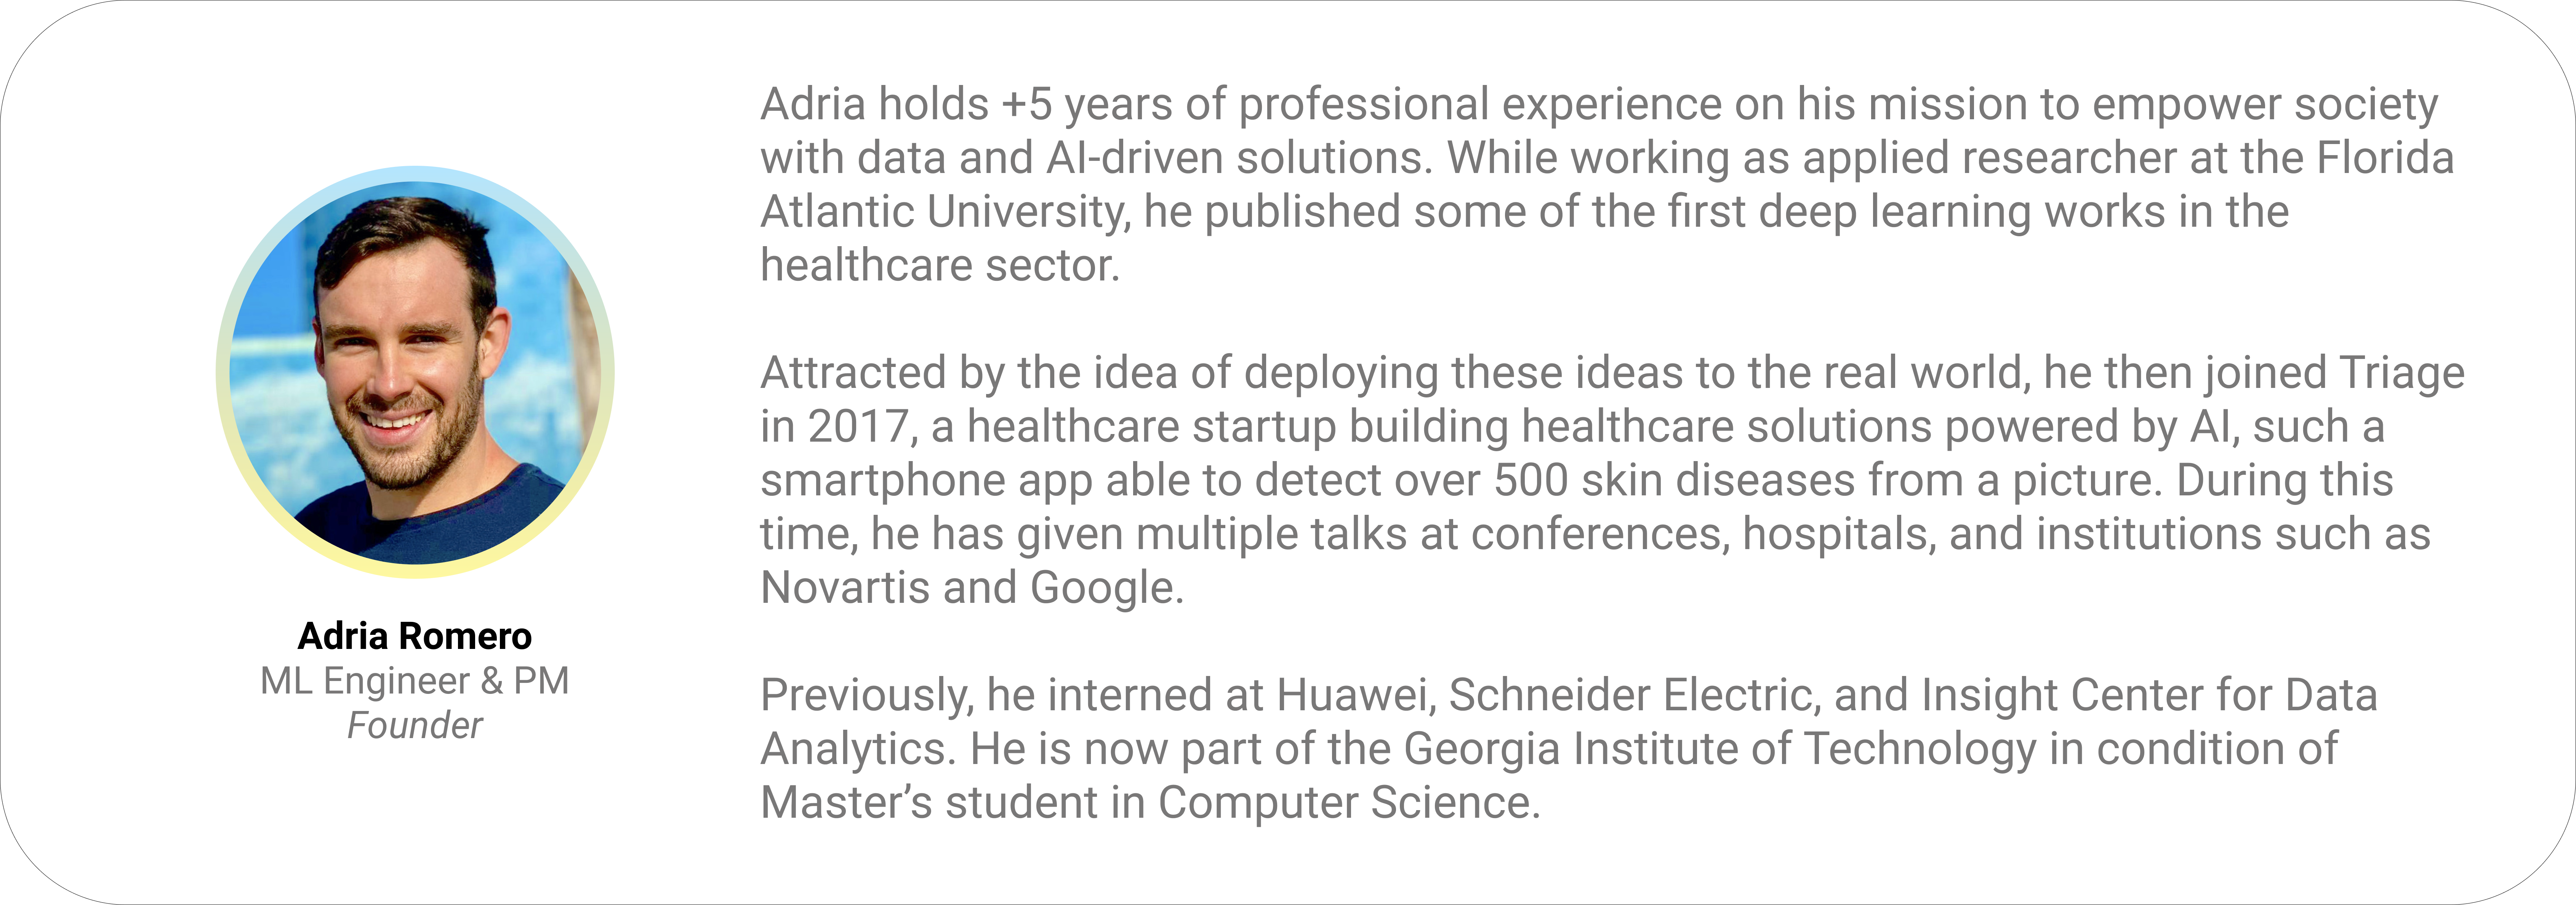 Adria holds +5 years of professional experience on his mission to empower society
with data and AI-driven solutions. While working as applied researcher at the Florida
Atlantic University, he published some of the first deep learning works in the
healthcare sector.
Attracted by the idea of deploying these ideas to the real world, he then joined Triage
in 2017, a healthcare startup building healthcare solutions powered by AI, such a
smartphone app able to detect over 500 skin diseases from a picture. During this
time, he has given multiple talks at conferences, hospitals, and institutions such as
Novartis and Google.
Previously, he interned at Huawei, Schneider Electric, and Insight Center for Data
Analytics. He is now part of the Georgia Institute of Technology in condition of
Master’s student in Computer Science.
Adria Romero
ML Engineer & PM
Founder